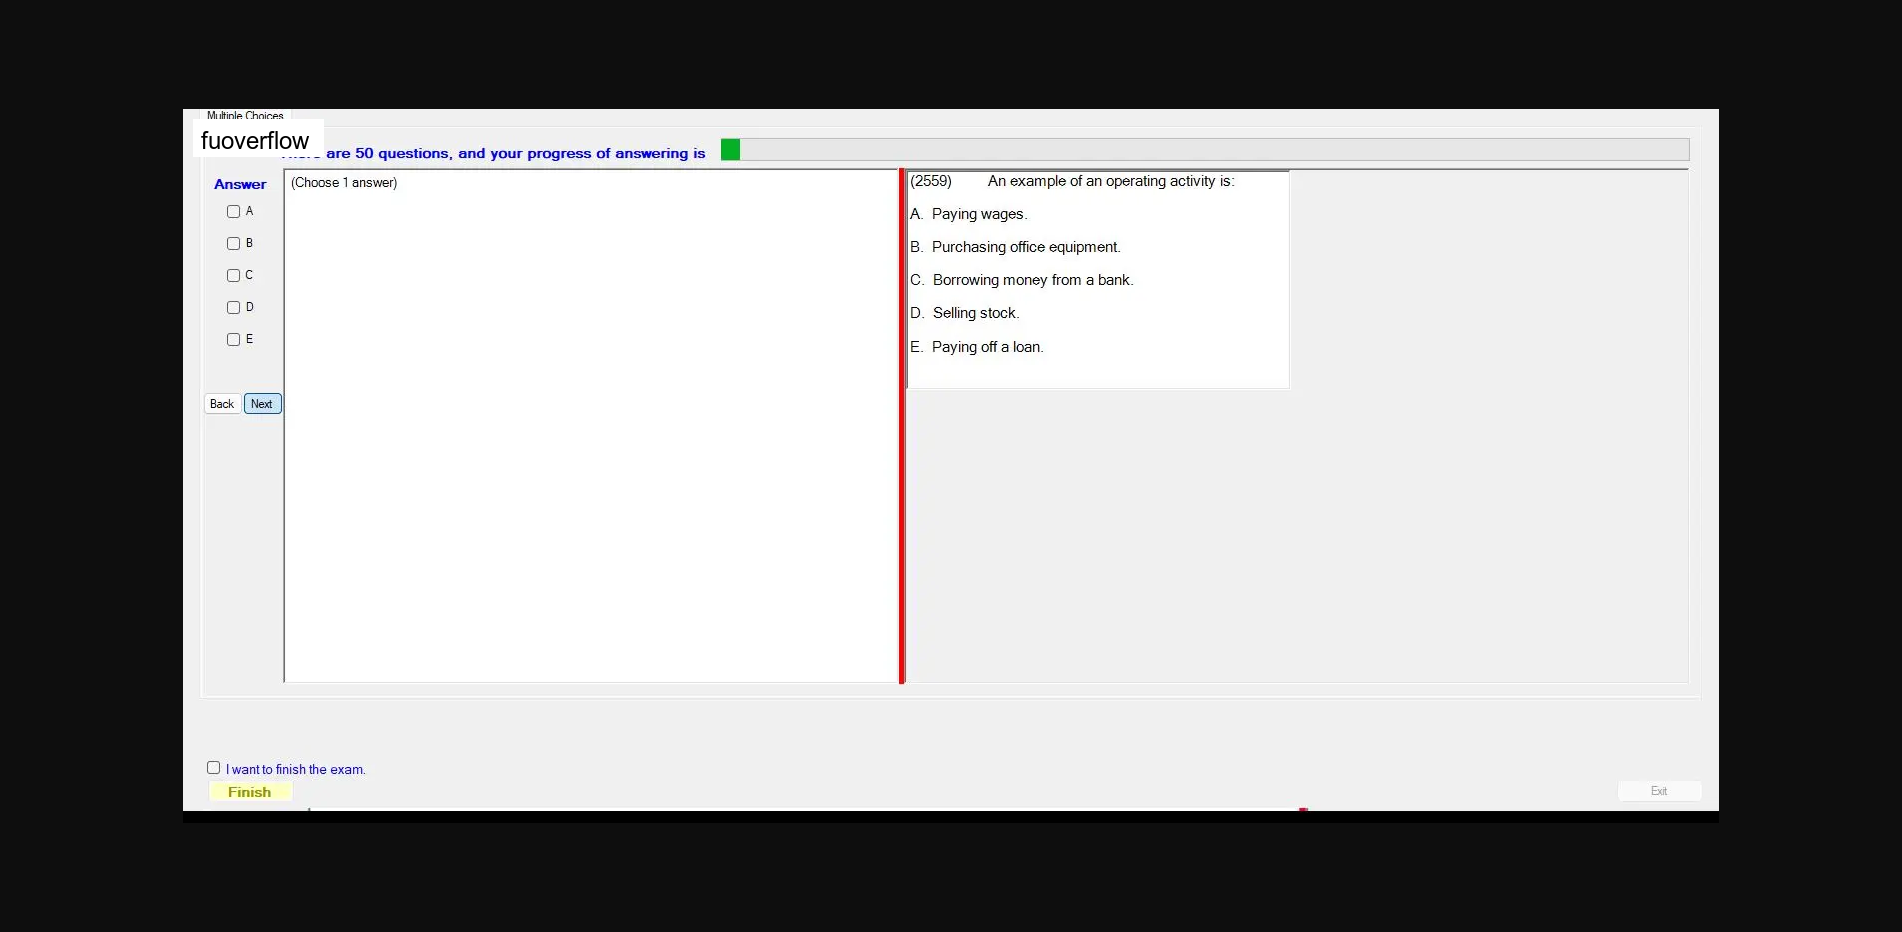 Multiple Choices
fuoverflow
are 50 questions, and your progress of answering is
Answer
(Choose 1 answer)
A
B
C
D
E
Back Next
(2559) An example of an operating activity is:
A. Paying wages.
B. Purchasing office equipment.
C. Borrowing money from a bank.
D. Selling stock.
E. Paying off a loan.
I want to finish the exam.
Finish
Exit